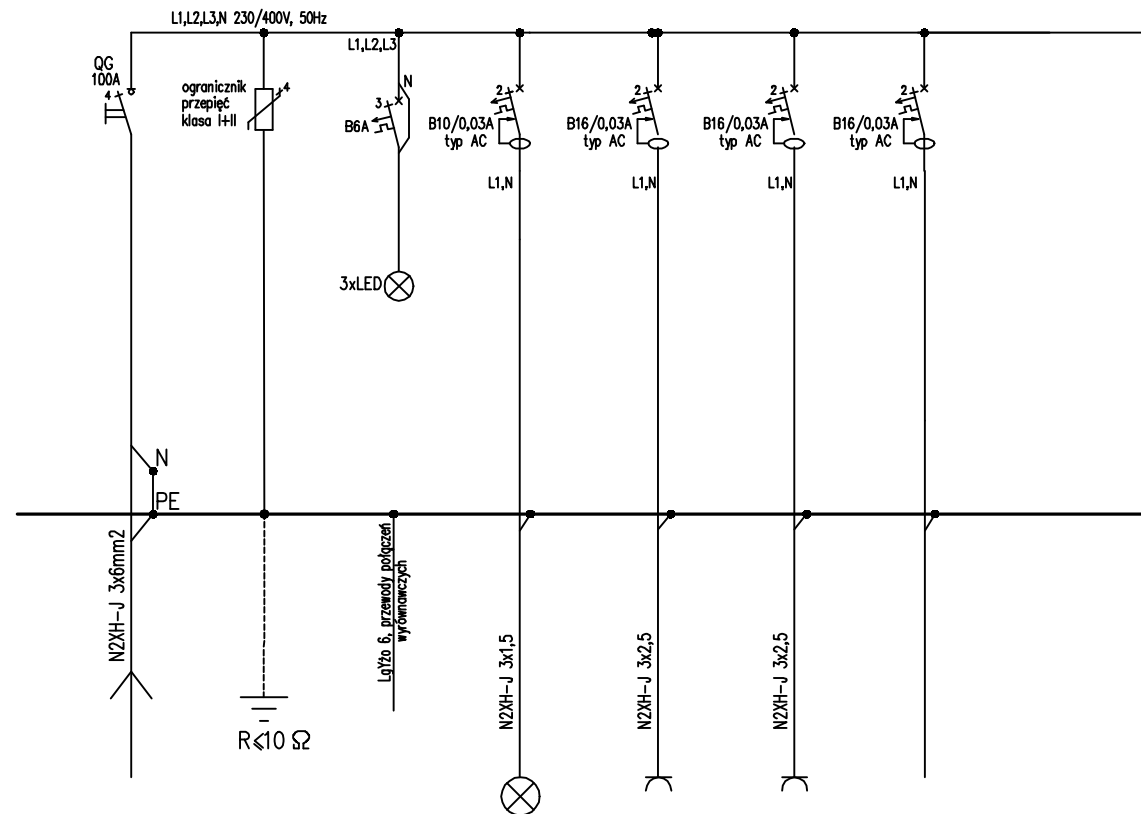 L1,L2,L3,N 230/400V, 50Hz
QG
100A
4
ogranicznik
przepięć
klasa I+II
4
L1,L2,L3
N
3
B6A
3xLED
2
B10/0,03A
typ AC
L1,N
2
B16/0,03A
typ AC
L1,N
2
B16/0,03A
typ AC
L1,N
2
B16/0,03A
typ AC
L1,N
N
PE
N2XH-J 3x6mm2
R≤10 Ω
LgYżo 6, przewody połączeń
wyrównawczych
N2XH-J 3x1,5
N2XH-J 3x2,5
N2XH-J 3x2,5